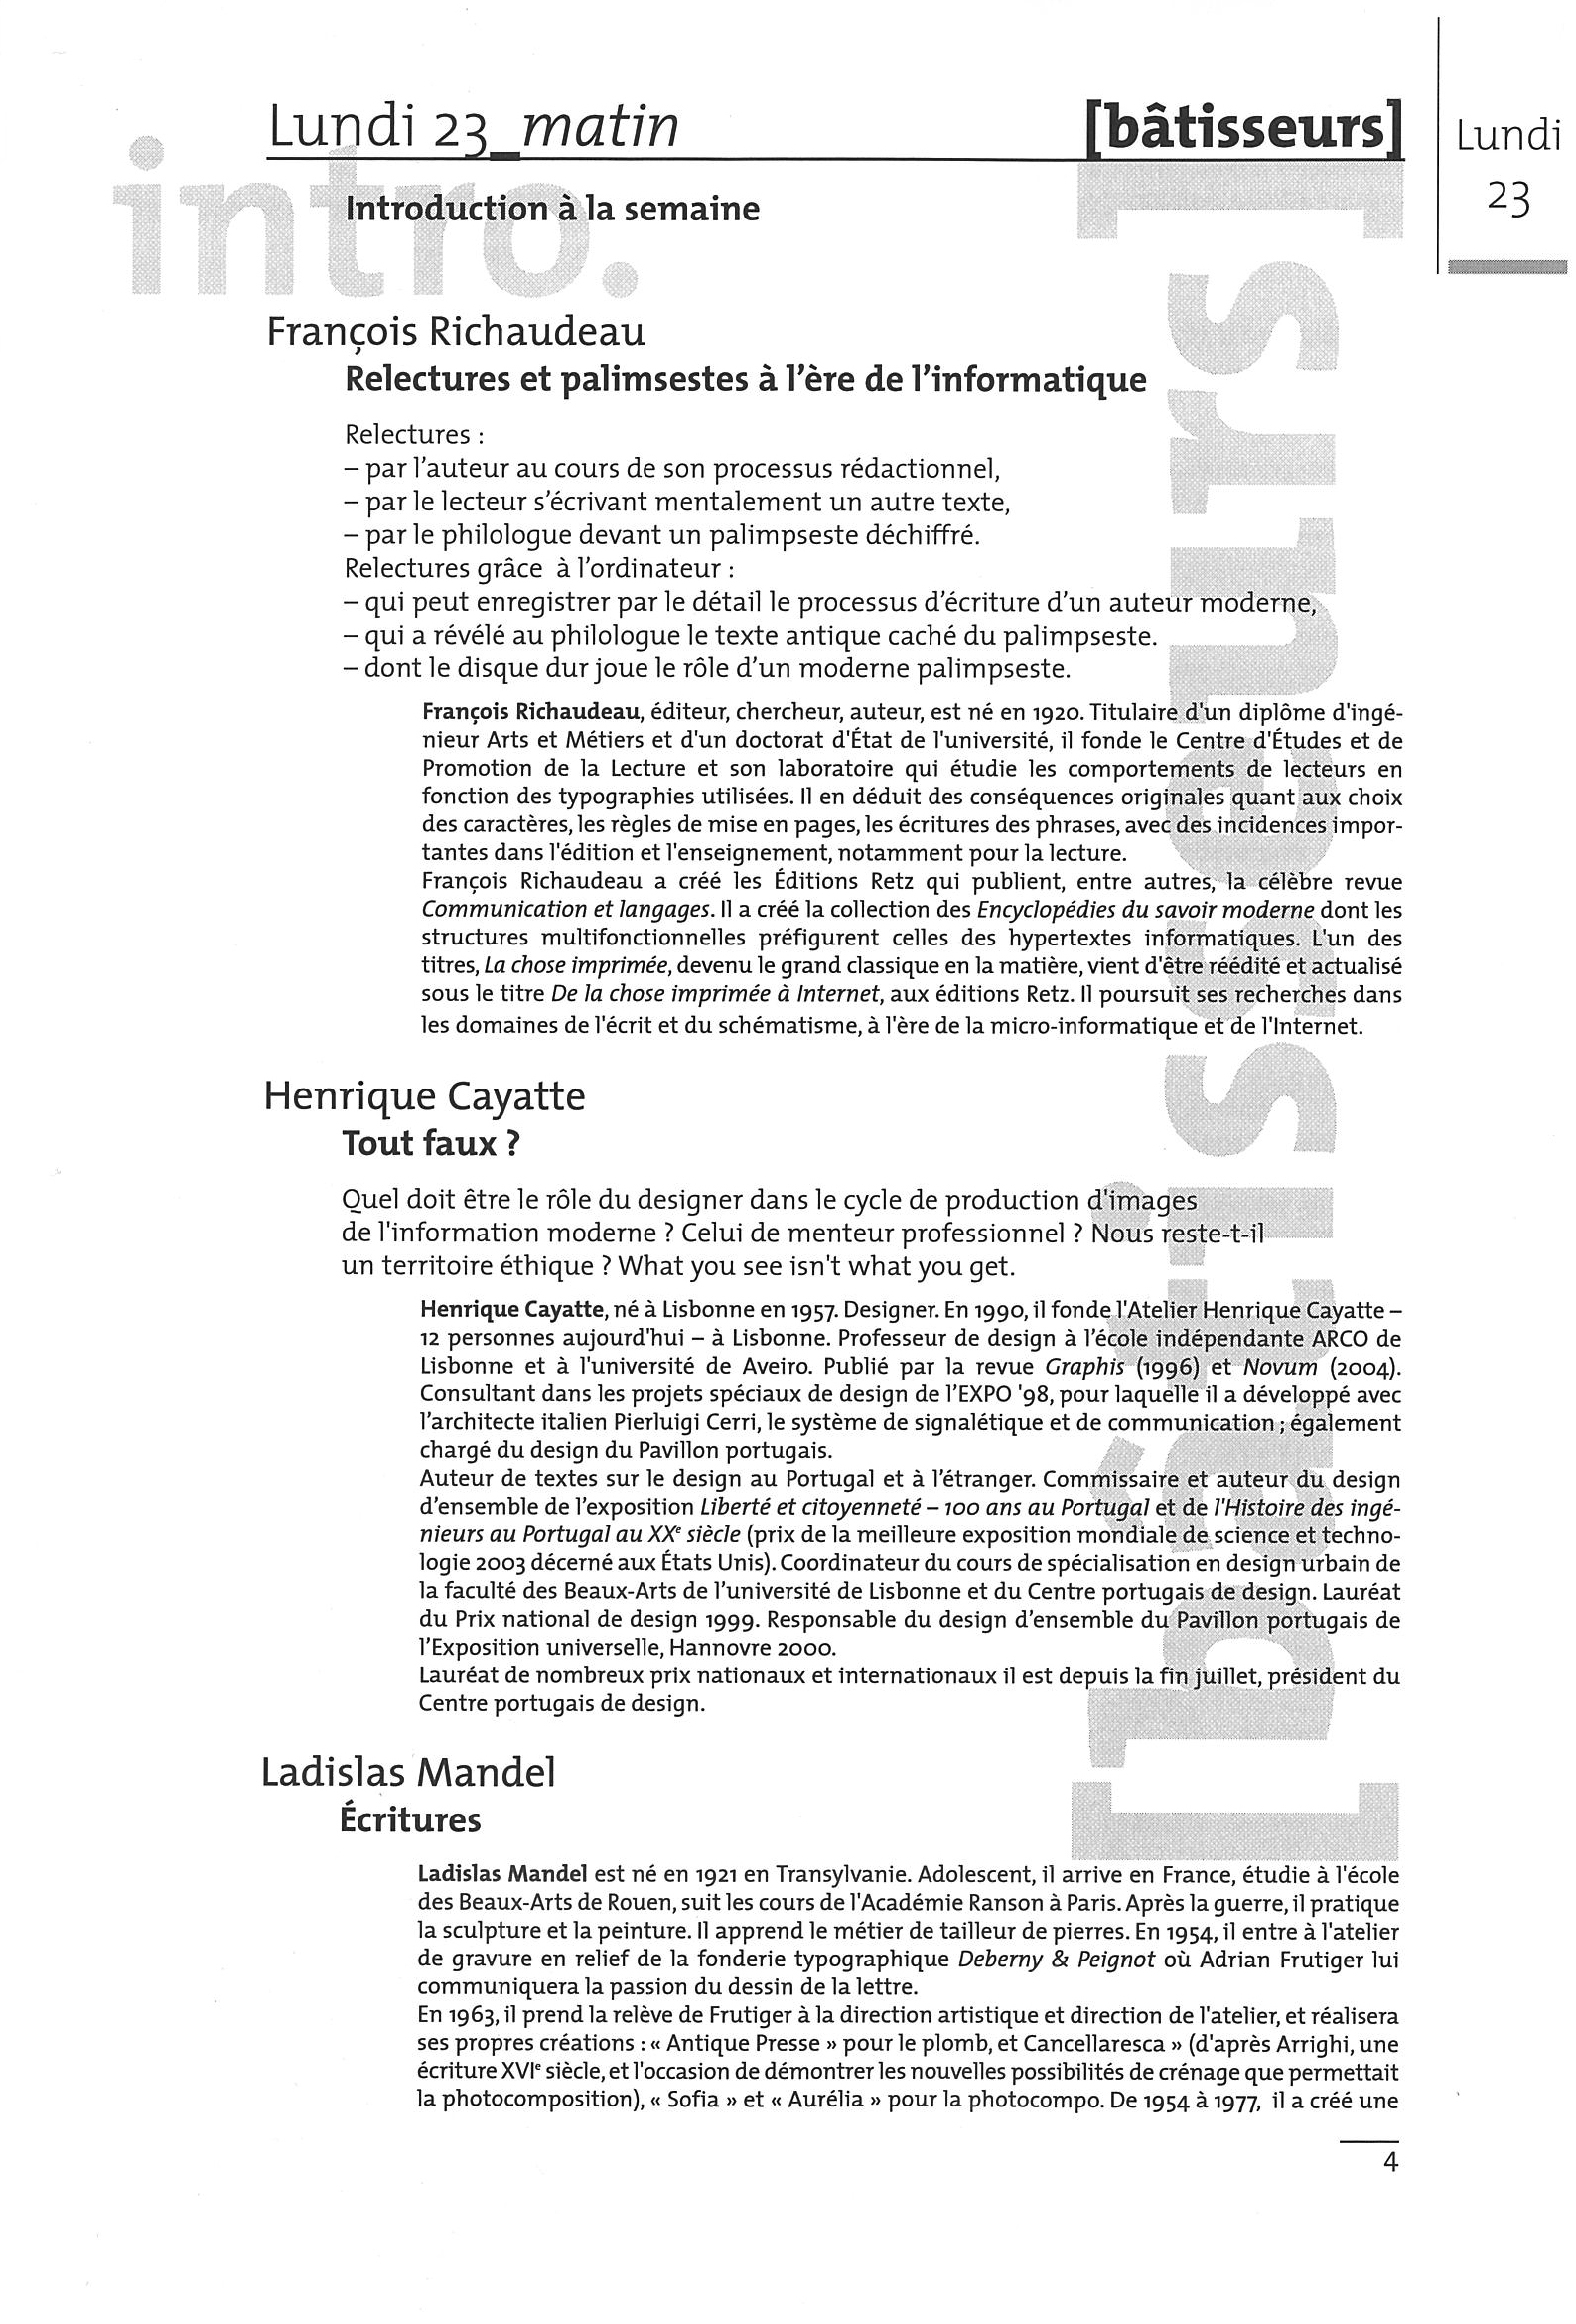 Lundi 23_matin [bâtisseurs]
Lundi
23
intro.
Introduction à la semaine
[bâtisseurs]
François Richaudeau
Relectures et palimsestes à l’ère de l’informatique
Relectures :
– par l’auteur au cours de son processus rédactionnel,
– par le lecteur s’écrivant mentalement un autre texte,
– par le philologue devant un palimpseste déchiffré.
Relectures grâce à l’ordinateur :
– qui peut enregistrer par le détail le processus d’écriture d’un auteur moderne,
– qui a révélé au philologue le texte antique caché du palimpseste.
– dont le disque dur joue le rôle d’un moderne palimpseste.
François Richaudeau, éditeur, chercheur, auteur, est né en 1920. Titulaire d'un diplôme d'ingé-
nieur Arts et Métiers et d'un doctorat d'État de l'université, il fonde le Centre d'Études et de
Promotion de la Lecture et son laboratoire qui étudie les comportements de lecteurs en
fonction des typographies utilisées. Il en déduit des conséquences originales quant aux choix
des caractères, les règles de mise en pages, les écritures des phrases, avec des incidences impor-
tantes dans l'édition et l'enseignement, notamment pour la lecture.
François Richaudeau a créé les Éditions Retz qui publient, entre autres, la célèbre revue
Communication et langages. Il a créé la collection des Encyclopédies du savoir moderne dont les
structures multifonctionnelles préfigurent celles des hypertextes informatiques. L'un des
titres, La chose imprimée, devenu le grand classique en la matière, vient d'être réédité et actualisé
sous le titre De la chose imprimée à Internet, aux éditions Retz. Il poursuit ses recherches dans
les domaines de l'écrit et du schématisme, à l'ère de la micro-informatique et de l'Internet.
Henrique Cayatte
Tout faux ?
Quel doit être le rôle du designer dans le cycle de production d'images
de l'information moderne ? Celui de menteur professionnel ? Nous reste-t-il
un territoire éthique ? What you see isn't what you get.
Henrique Cayatte, né à Lisbonne en 1957. Designer. En 1990, il fonde l'Atelier Henrique Cayatte –
12 personnes aujourd'hui – à Lisbonne. Professeur de design à l’école indépendante ARCO de
Lisbonne et à l'université de Aveiro. Publié par la revue Graphis (1996) et Novum (2004).
Consultant dans les projets spéciaux de design de l’EXPO '98, pour laquelle il a développé avec
l’architecte italien Pierluigi Cerri, le système de signalétique et de communication ; également
chargé du design du Pavillon portugais.
Auteur de textes sur le design au Portugal et à l’étranger. Commissaire et auteur du design
d’ensemble de l’exposition Liberté et citoyenneté – 100 ans au Portugal et de l'Histoire des ingé-
nieurs au Portugal au XXe siècle (prix de la meilleure exposition mondiale de science et techno-
logie 2003 décerné aux États Unis). Coordinateur du cours de spécialisation en design urbain de
la faculté des Beaux-Arts de l’université de Lisbonne et du Centre portugais de design. Lauréat
du Prix national de design 1999. Responsable du design d’ensemble du Pavillon portugais de
l’Exposition universelle, Hannovre 2000.
Lauréat de nombreux prix nationaux et internationaux il est depuis la fin juillet, président du
Centre portugais de design.
Ladislas Mandel
Écritures
Ladislas Mandel est né en 1921 en Transylvanie. Adolescent, il arrive en France, étudie à l'école
des Beaux-Arts de Rouen, suit les cours de l'Académie Ranson à Paris. Après la guerre, il pratique
la sculpture et la peinture. Il apprend le métier de tailleur de pierres. En 1954, il entre à l'atelier
de gravure en relief de la fonderie typographique Deberny & Peignot où Adrian Frutiger lui
communiquera la passion du dessin de la lettre.
En 1963, il prend la relève de Frutiger à la direction artistique et direction de l'atelier, et réalisera
ses propres créations : « Antique Presse » pour le plomb, et Cancellaresca » (d'après Arrighi, une
écriture XVIe siècle, et l'occasion de démontrer les nouvelles possibilités de crénage que permettait
la photocomposition), « Sofia » et « Aurélia » pour la photocompo. De 1954 à 1977, il a créé une
4